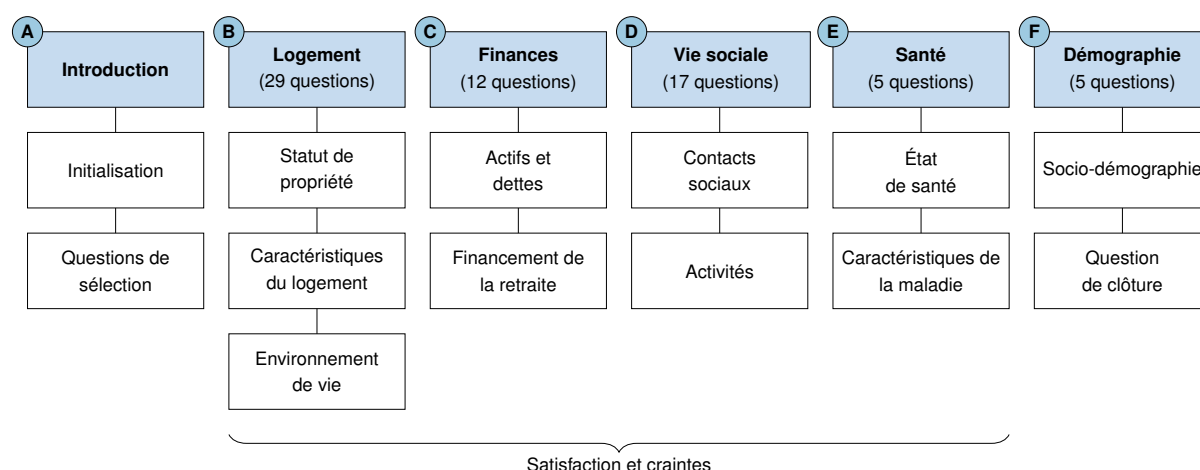 A
Introduction
Initialisation
Questions de
sélection
B
Logement
(29 questions)
Statut de
propriété
Caractéristiques
du logement
Environnement
de vie
C
Finances
(12 questions)
Actifs et
dettes
Financement de
la retraite
D
Vie sociale
(17 questions)
Contacts
sociaux
Activités
E
Santé
(5 questions)
État
de santé
Caractéristiques de
la maladie
F
Démographie
(5 questions)
Socio-démographie
Question
de clôture
Satisfaction et craintes